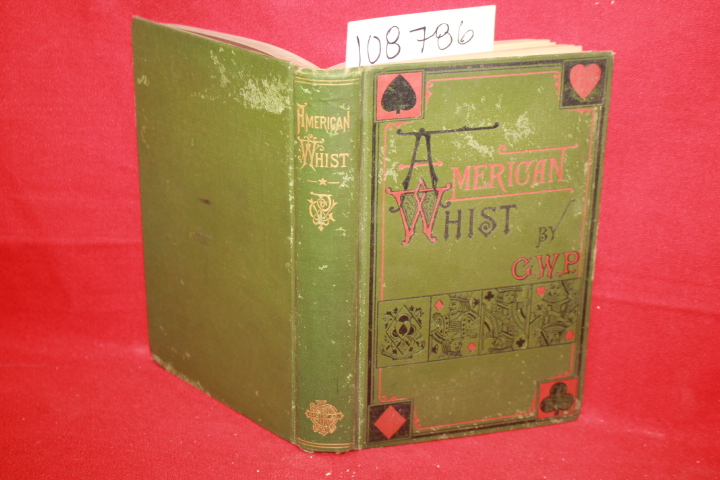 108786
AMERICAN
WHIST
AMERICAN
WHIST
BY
G.W.P.